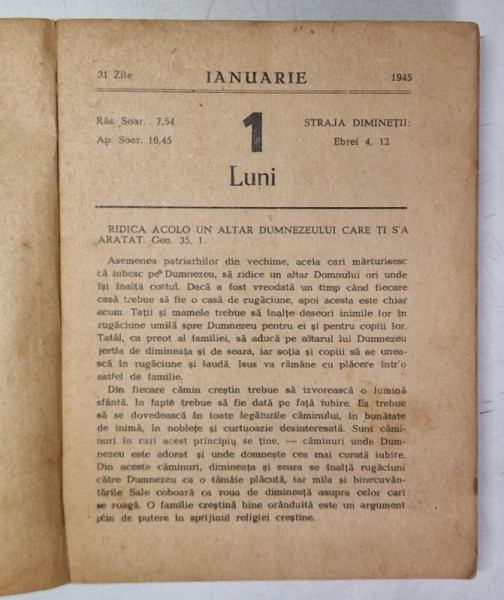 31 Zile IANUARIE 1945
Răs. Soar. 7,54
Ap. Soar. 16,45
1
Luni
STRAJA DIMINEȚII:
Ebrei 4, 12
RIDICA ACOLO UN ALTAR DUMNEZEULUI CARE ȚI S'A
ARATAT. Gen. 35, 1.
Asemenea patriarhilor din vechime, aceia cari mărturisesc
că iubesc pe Dumnezeu, să ridice un altar Domnului ori unde
își înalță cortul. Dacă a fost vreodată un timp când fiecare
casă trebue să fie o casă de rugăciune, apoi acesta este chiar
acum. Tații și mamele trebue să înalțe deseori inimile lor în
rugăciune umilă spre Dumnezeu pentru ei și pentru copiii lor.
Tatăl, ca preot al familiei, să aducă pe altarul lui Dumnezeu
jertfa de dimineața și de seara, iar soția și copiii să se uneas-
că în rugăciune și laudă. Isus va rămâne cu plăcere într'o
astfel de familie.
Din fiecare cămin creștin trebue să izvorească o lumină
sfântă. In fapte trebue să fie dată pe față iubire. Ea trebue
să se dovedească în toate legăturile căminului, în bunătate
de inimă, în noblețe și curtuoazie desinteresată. Sunt cămi-
nuri în cari acest principiu se ține, — căminuri unde Dum-
nezeu este adorat și unde domnește cea mai curată iubire.
Din aceste căminuri, dimineața și seara se înalță rugăciuni
către Dumnezeu ca o tămâie plăcută, iar mila și binecuvân-
tările Sale coboară ca roua de dimineață asupra celor cari
se roagă. O familie creștină bine orânduită este un argument
plin de putere în sprijinul religiei creștine.